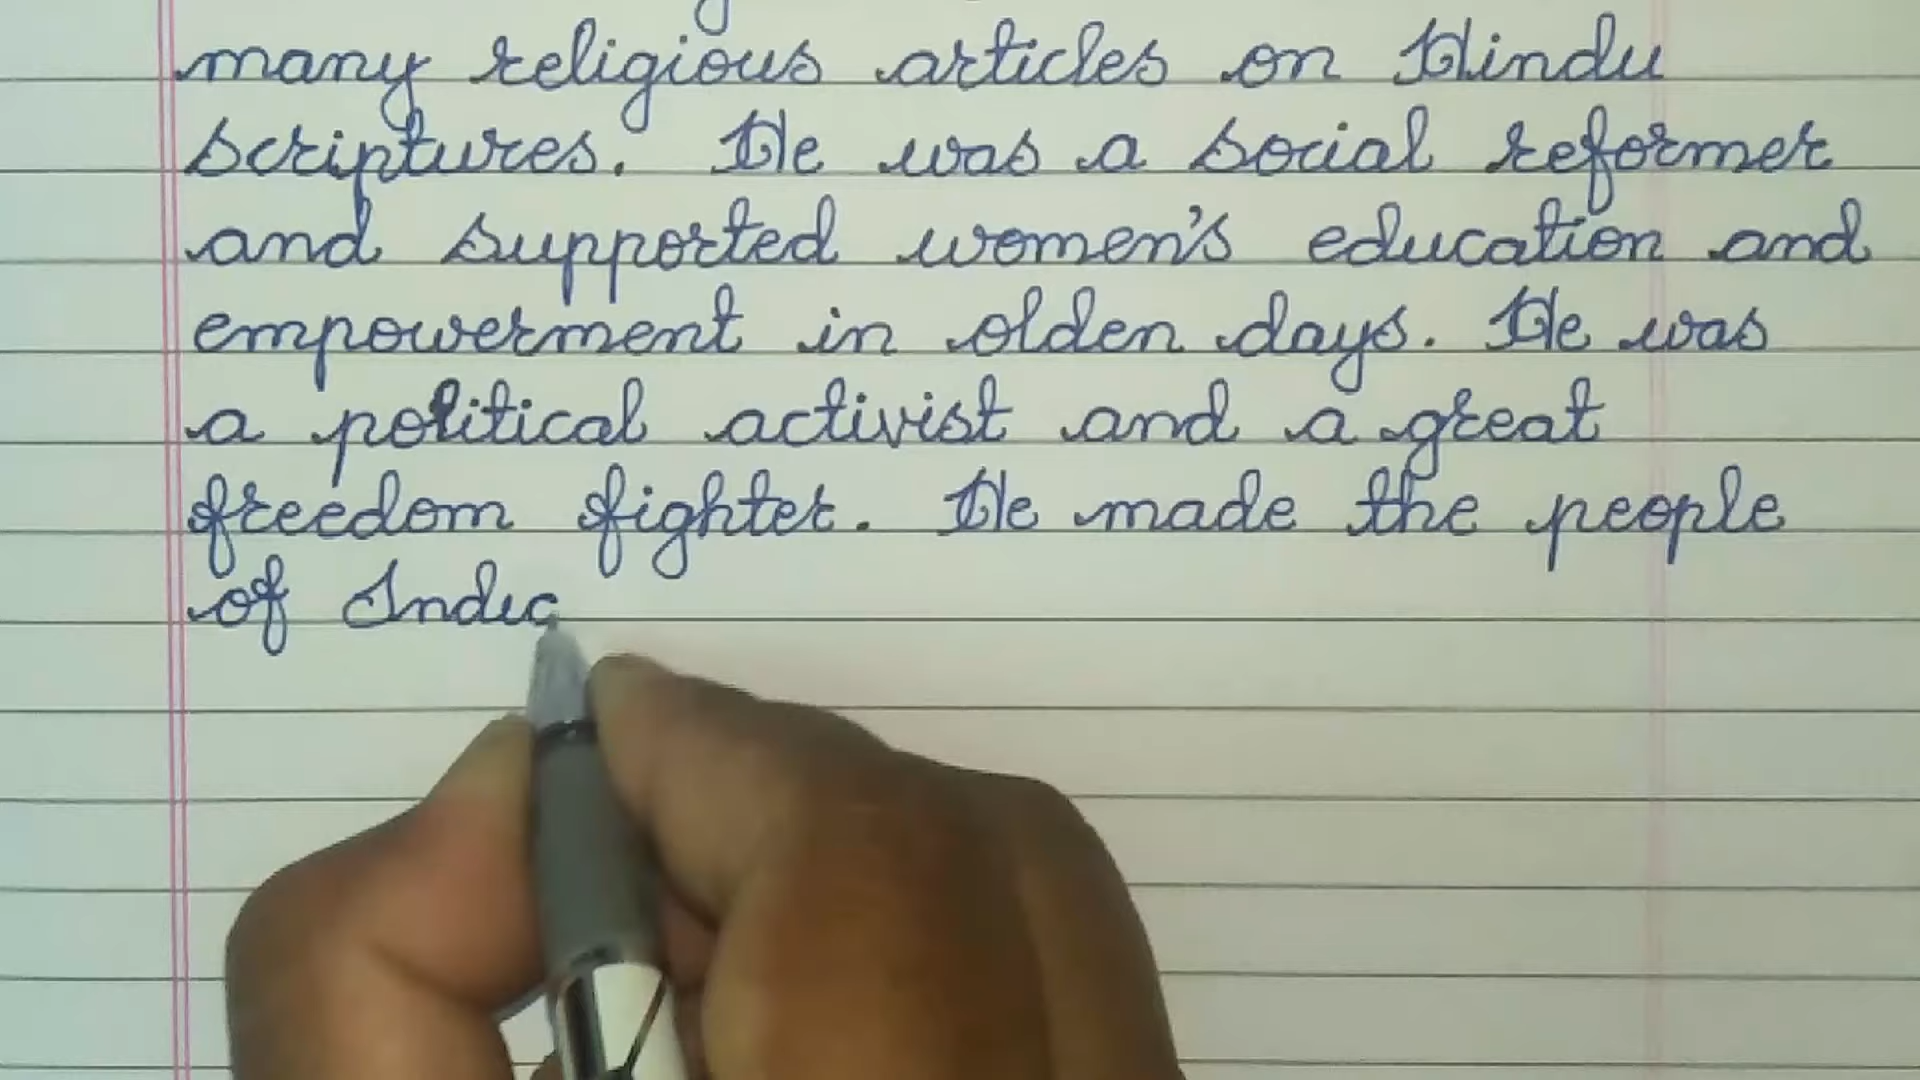 many religious articles on Hindu
scriptures. He was a social reformer
and supported women's education and
empowerment in olden days. He was
a political activist and a great
freedom fighter. He made the people
of Indi